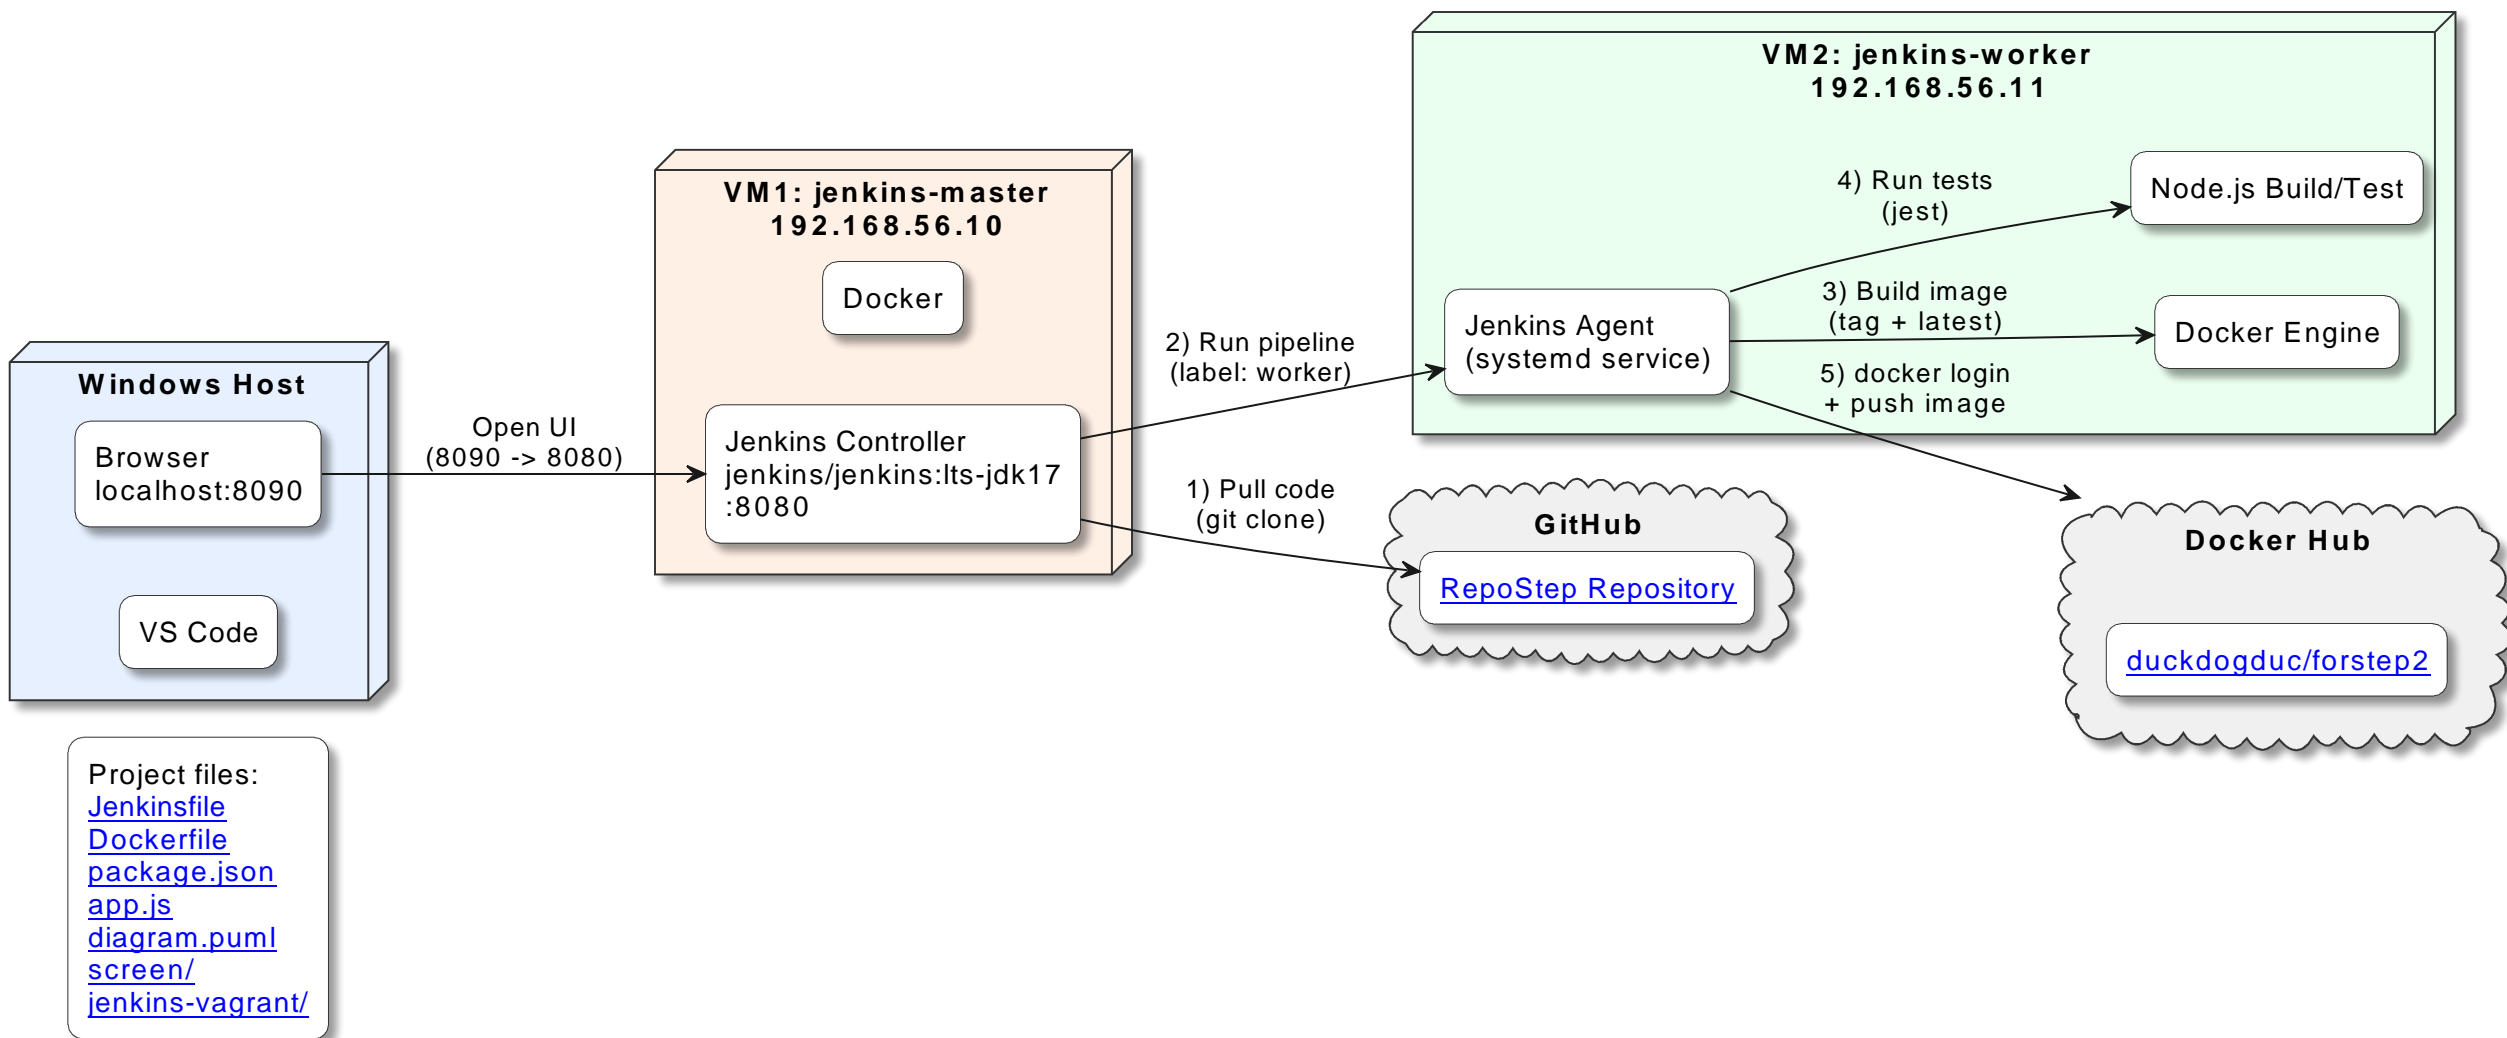 Windows Host
Browser
localhost:8090
VS Code
Project files:
Jenkinsfile
Dockerfile
package.json
app.js
diagram.puml
screen/
jenkins-vagrant/
Open UI
(8090 -> 8080)
VM1: jenkins-master
192.168.56.10
Docker
Jenkins Controller
jenkins/jenkins:lts-jdk17
:8080
2) Run pipeline
(label: worker)
1) Pull code
(git clone)
VM2: jenkins-worker
192.168.56.11
Jenkins Agent
(systemd service)
4) Run tests
(jest)
3) Build image
(tag + latest)
5) docker login
+ push image
Node.js Build/Test
Docker Engine
GitHub
RepoStep Repository
Docker Hub
duckdogduc/forstep2